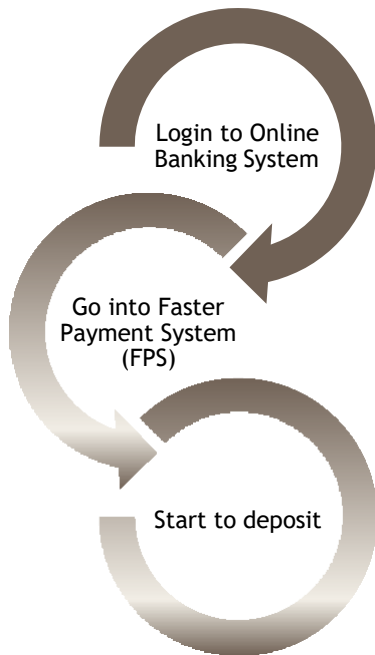 Login to Online
Banking System
Go into Faster
Payment System
(FPS)
Start to deposit